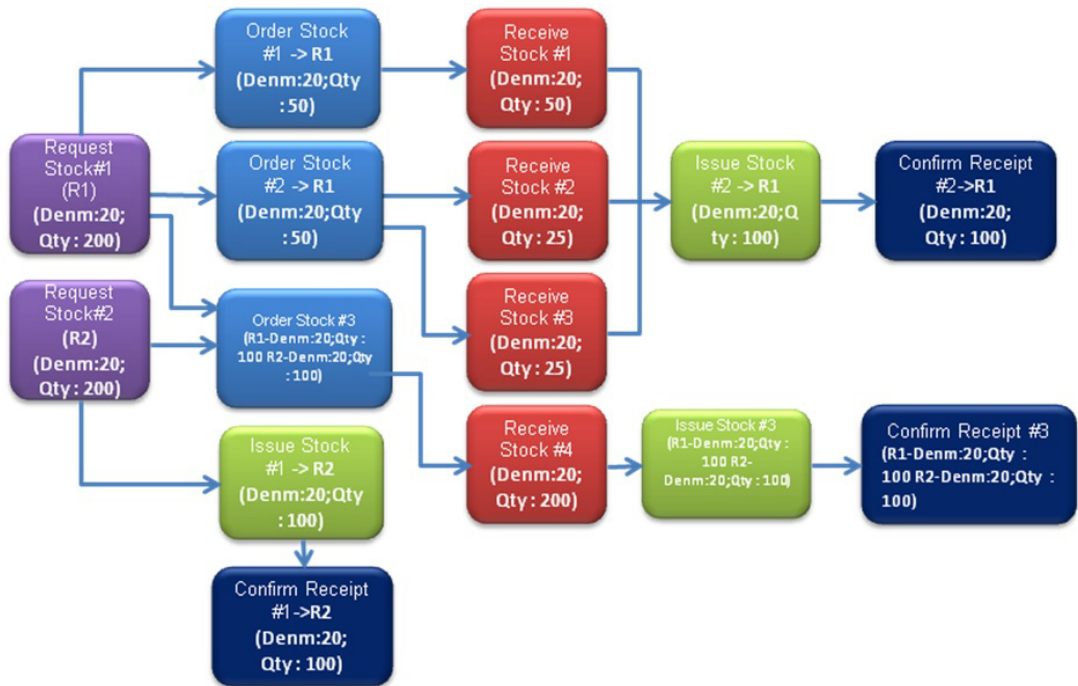 Order Stock
#1 -> R1
(Denm:20;Qty
: 50)
Receive
Stock #1
(Denm:20;
Qty : 50)
Request
Stock#1
(R1)
(Denm:20;
Qty : 200)
Order Stock
#2 -> R1
(Denm:20;Qty
: 50)
Receive
Stock #2
(Denm:20;
Qty : 25)
Issue Stock
#2 -> R1
(Denm:20;Q
ty : 100)
Confirm Receipt
#2->R1
(Denm:20;
Qty : 100)
Request
Stock#2
(R2)
(Denm:20;
Qty : 200)
Order Stock #3
(R1-Denm:20;Qty :
100 R2-Denm:20;Qty
: 100)
Receive
Stock #3
(Denm:20;
Qty : 25)
Issue Stock
#1 -> R2
(Denm:20;Qty
: 100)
Receive
Stock #4
(Denm:20;
Qty : 200)
Issue Stock #3
(R1-Denm:20;Qty :
100 R2-
Denm:20;Qty : 100)
Confirm Receipt #3
(R1-Denm:20;Qty :
100 R2-Denm:20;Qty :
100)
Confirm Receipt
#1->R2
(Denm:20;
Qty : 100)